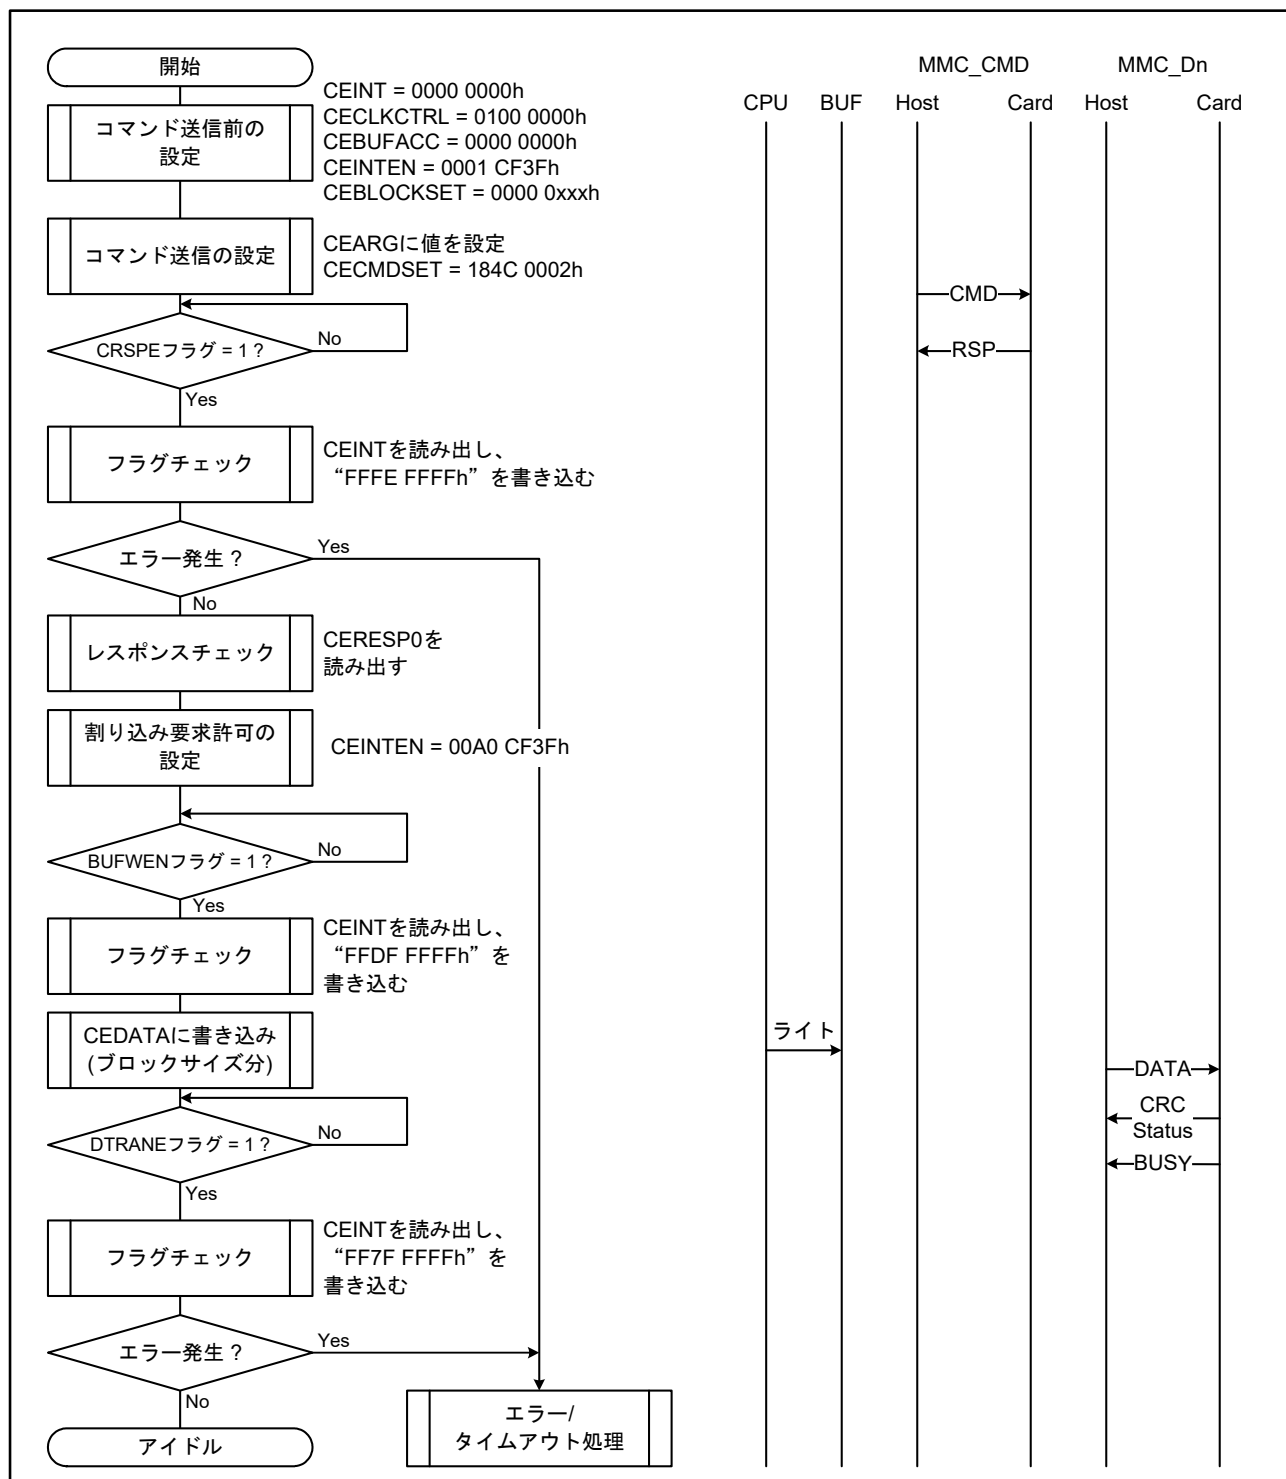 開始
CEINT = 0000 0000h
CECLKCTRL = 0100 0000h
CEBUFACC = 0000 0000h
CEINTEN = 0001 CF3Fh
CEBLOCKSET = 0000 0xxxh
コマンド送信前の
設定
コマンド送信の設定
CEARGに値を設定
CECMDSET = 184C 0002h
CRSPEフラグ = 1 ?
No
Yes
フラグチェック
CEINTを読み出し、
“FFFE FFFFh”を書き込む
エラー発生 ?
Yes
No
レスポンスチェック
CERESP0を
読み出す
割り込み要求許可の
設定
CEINTEN = 00A0 CF3Fh
BUFWENフラグ = 1 ?
No
Yes
フラグチェック
CEINTを読み出し、
“FFDF FFFFh”を
書き込む
CEDATAに書き込み
(ブロックサイズ分)
DTRANEフラグ = 1 ?
No
Yes
フラグチェック
CEINTを読み出し、
“FF7F FFFFh”を
書き込む
エラー発生 ?
Yes
No
アイドル
エラー/
タイムアウト処理
MMC_CMD
MMC_Dn
CPU
BUF
Host
Card
Host
Card
CMD
RSP
ライト
DATA
CRC
Status
BUSY